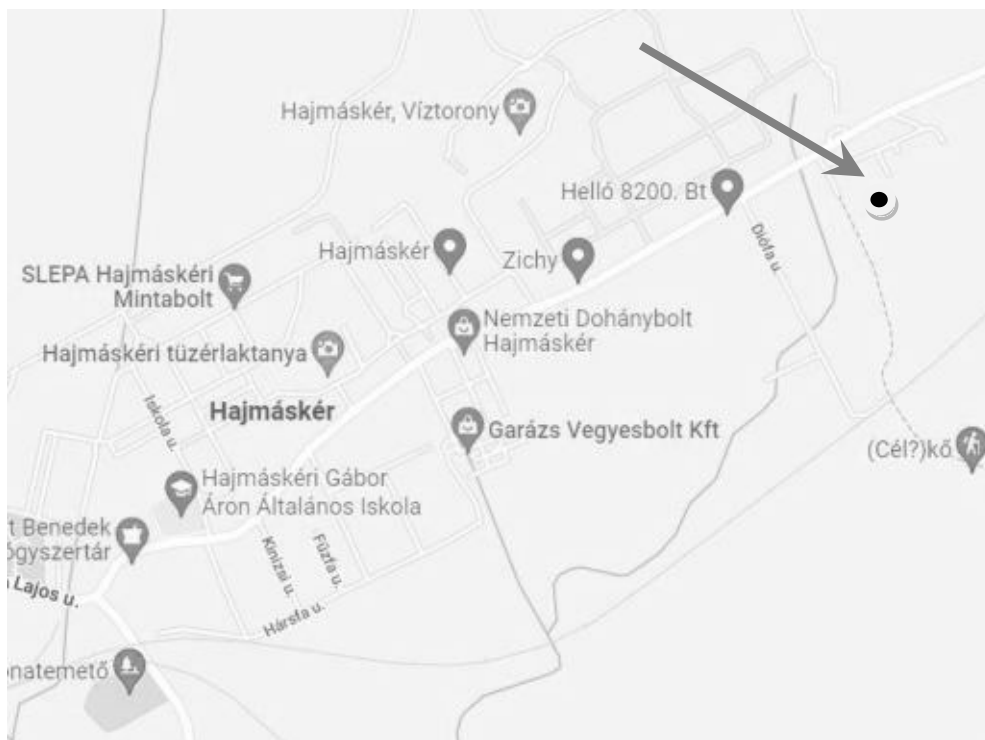 Hajmáskér, Víztorony
Helló 8200. Bt
Diófa u.
Hajmáskér
Zichy
SLEPA Hajmáskéri
Mintabolt
Nemzeti Dohánybolt
Hajmáskér
Hajmáskéri tüzérlaktanya
Hajmáskér
Iskola u.
Garázs Vegyesbolt Kft
(Cél?)kő
Hajmáskéri Gábor
Áron Általános Iskola
t Benedek
ógyszertár
Kinizsi u.
Fűzfa u.
Lajos u.
Hársfa u.
onatemető